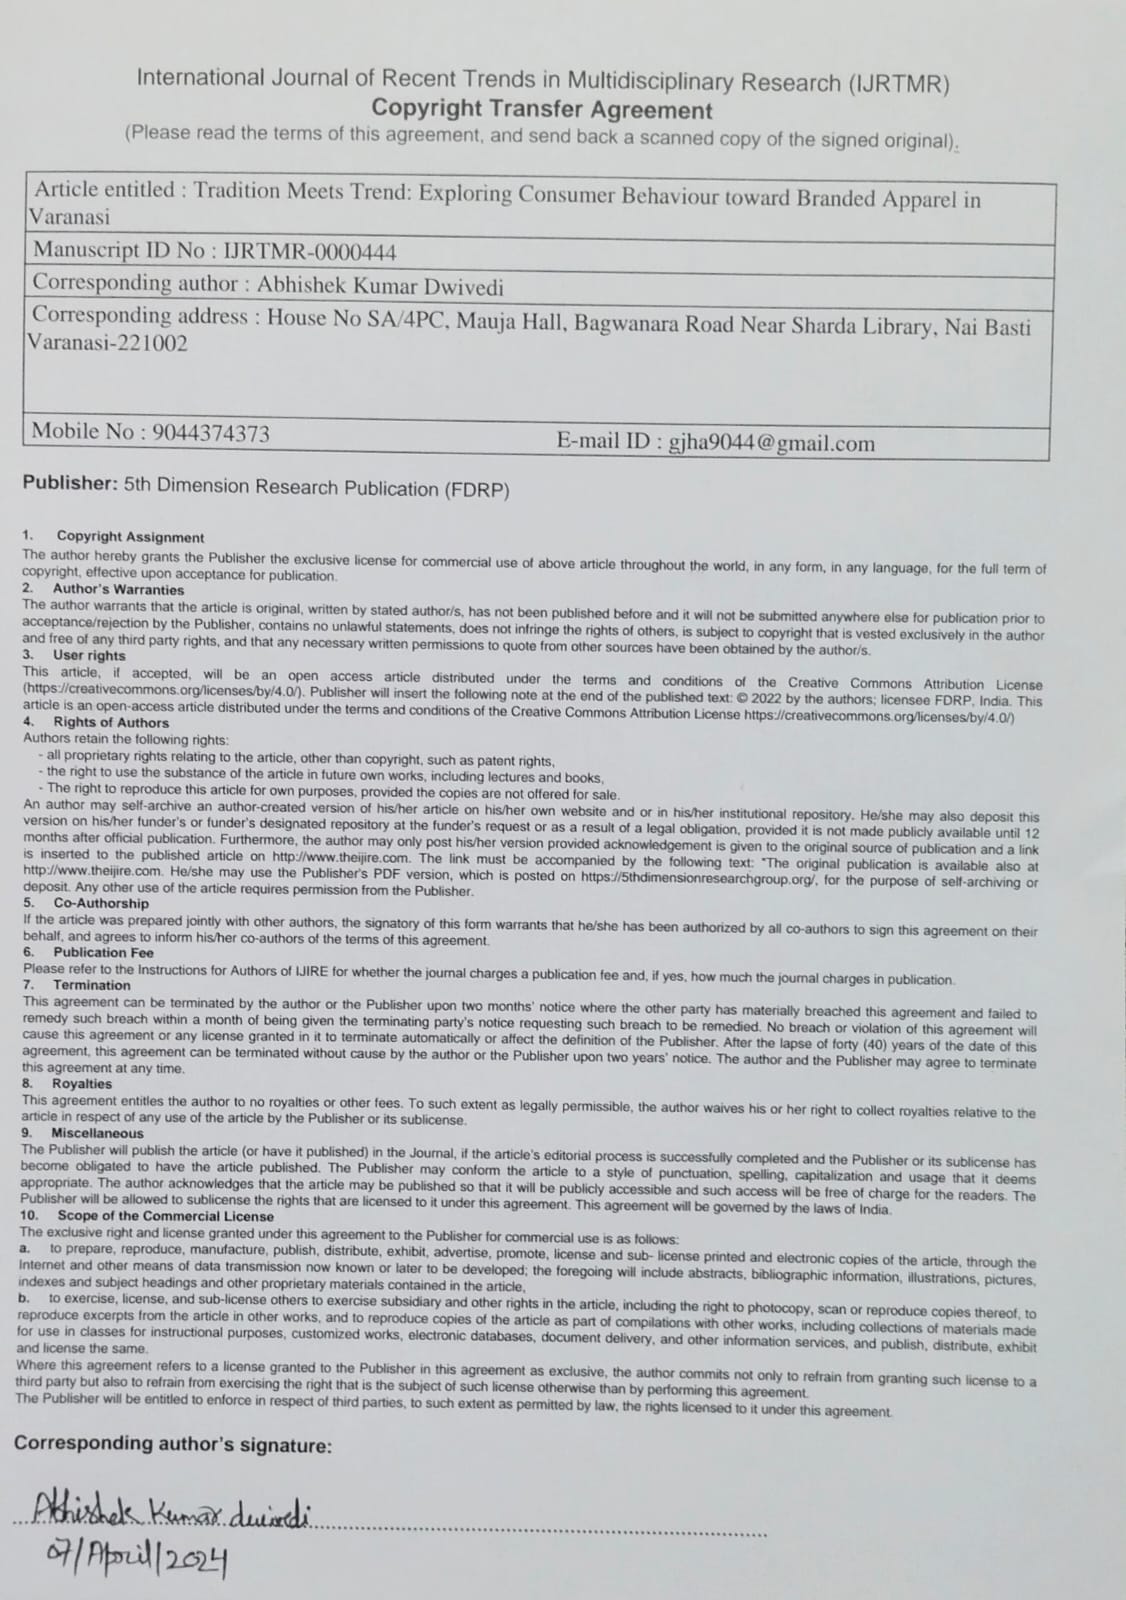 International Journal of Recent Trends in Multidisciplinary Research (IJRTMR)
Copyright Transfer Agreement
(Please read the terms of this agreement, and send back a scanned copy of the signed original).
Article entitled : Tradition Meets Trend: Exploring Consumer Behaviour toward Branded Apparel in
Varanasi
Manuscript ID No : IJRTMR-0000444
Corresponding author : Abhishek Kumar Dwivedi
Corresponding address : House No SA/4PC, Mauja Hall, Bagwanara Road Near Sharda Library, Nai Basti
Varanasi-221002
Mobile No : 9044374373 E-mail ID : gjha9044@gmail.com
Publisher: 5th Dimension Research Publication (FDRP)
1. Copyright Assignment
The author hereby grants the Publisher the exclusive license for commercial use of above article throughout the world, in any form, in any language, for the full term of
copyright, effective upon acceptance for publication.
2. Author's Warranties
The author warrants that the article is original, written by stated author/s, has not been published before and it will not be submitted anywhere else for publication prior to
acceptance/rejection by the Publisher, contains no unlawful statements, does not infringe the rights of others, is subject to copyright that is vested exclusively in the author
and free of any third party rights, and that any necessary written permissions to quote from other sources have been obtained by the author/s.
3. User rights
This article, if accepted, will be an open access article distributed under the terms and conditions of the Creative Commons Attribution License
(https://creativecommons.org/licenses/by/4.0/). Publisher will insert the following note at the end of the published text: © 2022 by the authors; licensee FDRP, India. This
article is an open-access article distributed under the terms and conditions of the Creative Commons Attribution License https://creativecommons.org/licenses/by/4.0/)
4. Rights of Authors
Authors retain the following rights:
- all proprietary rights relating to the article, other than copyright, such as patent rights,
- the right to use the substance of the article in future own works, including lectures and books,
- The right to reproduce this article for own purposes, provided the copies are not offered for sale.
An author may self-archive an author-created version of his/her article on his/her own website and or in his/her institutional repository. He/she may also deposit this
version on his/her funder's or funder's designated repository at the funder's request or as a result of a legal obligation, provided it is not made publicly available until 12
months after official publication. Furthermore, the author may only post his/her version provided acknowledgement is given to the original source of publication and a link
is inserted to the published article on http://www.theijire.com. The link must be accompanied by the following text: "The original publication is available also at
http://www.theijire.com. He/she may use the Publisher's PDF version, which is posted on https://5thdimensionresearchgroup.org/, for the purpose of self-archiving or
deposit. Any other use of the article requires permission from the Publisher.
5. Co-Authorship
If the article was prepared jointly with other authors, the signatory of this form warrants that he/she has been authorized by all co-authors to sign this agreement on their
behalf, and agrees to inform his/her co-authors of the terms of this agreement.
6. Publication Fee
Please refer to the Instructions for Authors of IJIRE for whether the journal charges a publication fee and, if yes, how much the journal charges in publication.
7. Termination
This agreement can be terminated by the author or the Publisher upon two months' notice where the other party has materially breached this agreement and failed to
remedy such breach within a month of being given the terminating party's notice requesting such breach to be remedied. No breach or violation of this agreement will
cause this agreement or any license granted in it to terminate automatically or affect the definition of the Publisher. After the lapse of forty (40) years of the date of this
agreement, this agreement can be terminated without cause by the author or the Publisher upon two years' notice. The author and the Publisher may agree to terminate
this agreement at any time.
8. Royalties
This agreement entitles the author to no royalties or other fees. To such extent as legally permissible, the author waives his or her right to collect royalties relative to the
article in respect of any use of the article by the Publisher or its sublicense.
9. Miscellaneous
The Publisher will publish the article (or have it published) in the Journal, if the article's editorial process is successfully completed and the Publisher or its sublicense has
become obligated to have the article published. The Publisher may conform the article to a style of punctuation, spelling, capitalization and usage that it deems
appropriate. The author acknowledges that the article may be published so that it will be publicly accessible and such access will be free of charge for the readers. The
Publisher will be allowed to sublicense the rights that are licensed to it under this agreement. This agreement will be governed by the laws of India.
10. Scope of the Commercial License
The exclusive right and license granted under this agreement to the Publisher for commercial use is as follows:
a. to prepare, reproduce, manufacture, publish, distribute, exhibit, advertise, promote, license and sub- license printed and electronic copies of the article, through the
Internet and other means of data transmission now known or later to be developed; the foregoing will include abstracts, bibliographic information, illustrations, pictures,
indexes and subject headings and other proprietary materials contained in the article,
b. to exercise, license, and sub-license others to exercise subsidiary and other rights in the article, including the right to photocopy, scan or reproduce copies thereof, to
reproduce excerpts from the article in other works, and to reproduce copies of the article as part of compilations with other works, including collections of materials made
for use in classes for instructional purposes, customized works, electronic databases, document delivery, and other information services, and publish, distribute, exhibit
and license the same.
Where this agreement refers to a license granted to the Publisher in this agreement as exclusive, the author commits not only to refrain from granting such license to a
third party but also to refrain from exercising the right that is the subject of such license otherwise than by performing this agreement.
The Publisher will be entitled to enforce in respect of third parties, to such extent as permitted by law, the rights licensed to it under this agreement.
Corresponding author's signature:
Abhishek Kumar dwivedi
07/April/2024